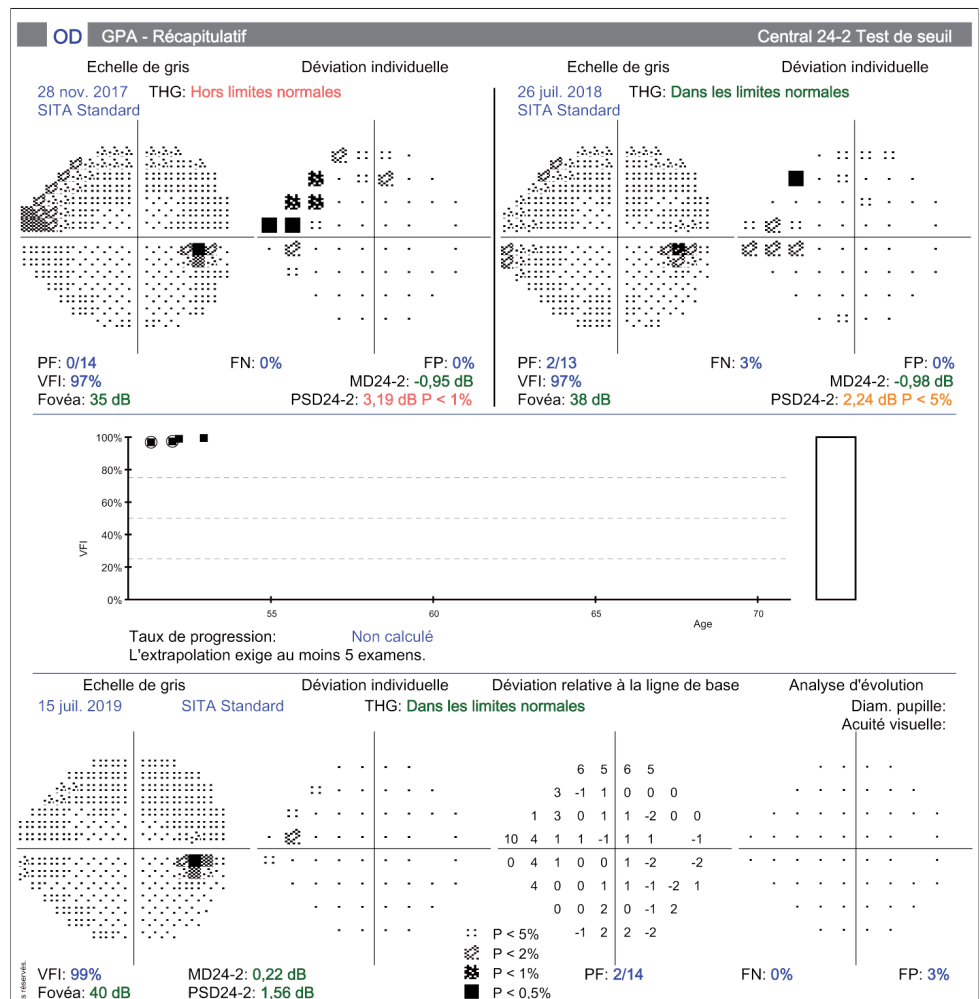 OD GPA - Récapitulatif Central 24-2 Test de seuil
Echelle de gris Déviation individuelle Echelle de gris Déviation individuelle
28 nov. 2017 THG: Hors limites normales 26 juil. 2018 THG: Dans les limites normales
SITA Standard SITA Standard
PF: 0/14 FN: 0% FP: 0% PF: 2/13 FN: 3% FP: 0%
VFI: 97% MD24-2: -0,95 dB VFI: 97% MD24-2: -0,98 dB
Fovéa: 35 dB PSD24-2: 3,19 dB P < 1% Fovéa: 38 dB PSD24-2: 2,24 dB P < 5%
100%
80%
60%
VFI
40%
20%
0%
55 60 65 70
Age
Taux de progression: Non calculé
L'extrapolation exige au moins 5 examens.
Echelle de gris Déviation individuelle Déviation relative à la ligne de base Analyse d'évolution
15 juil. 2019 SITA Standard THG: Dans les limites normales Diam. pupille:
Acuité visuelle:
6 5 6 5
3 -1 1 0 0 0
1 3 0 1 1 -2 0 0
10 4 1 1 -1 1 1 -1
0 4 1 0 0 1 -2 -2
4 0 0 1 1 -1 -2 1
0 0 2 0 -1 2
-1 2 2 -2
P < 5%
P < 2%
P < 1%
P < 0.5%
VFI: 99% MD24-2: 0,22 dB PF: 2/14 FN: 0% FP: 3%
Fovéa: 40 dB PSD24-2: 1,56 dB
s réservés.